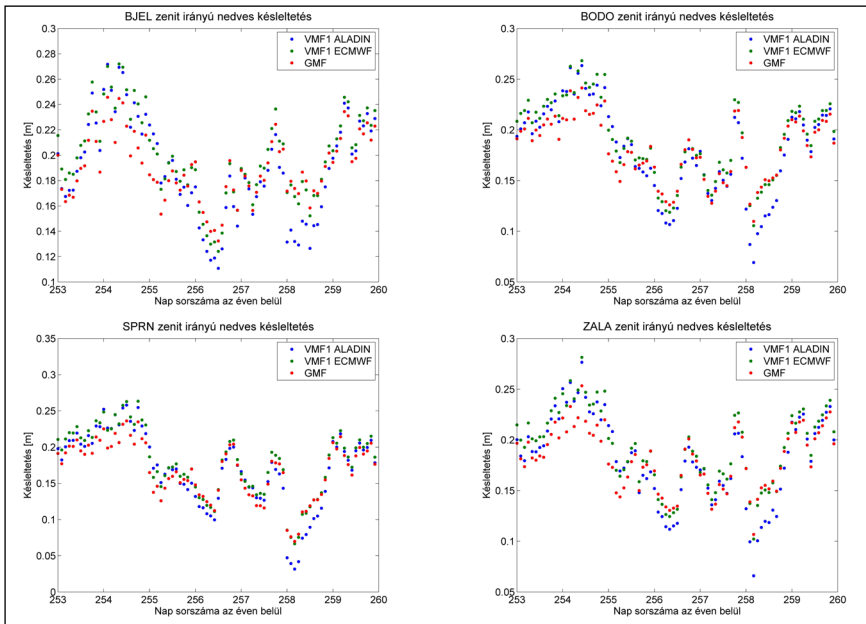 BJEL zenit irányú nedves késleltetés
0.3
0.28
0.26
0.24
0.22
0.2
0.18
0.16
0.14
0.12
0.1
Késleltetés [m]
VMF1 ALADIN
VMF1 ECMWF
GMF
253 254 255 256 257 258 259 260
Nap sorszáma az éven belül
BODO zenit irányú nedves késleltetés
0.3
0.25
0.2
0.15
0.1
0.05
Késleltetés [m]
VMF1 ALADIN
VMF1 ECMWF
GMF
253 254 255 256 257 258 259 260
Nap sorszáma az éven belül
SPRN zenit irányú nedves késleltetés
0.35
0.3
0.25
0.2
0.15
0.1
0.05
0
Késleltetés [m]
VMF1 ALADIN
VMF1 ECMWF
GMF
253 254 255 256 257 258 259 260
Nap sorszáma az éven belül
ZALA zenit irányú nedves késleltetés
0.3
0.25
0.2
0.15
0.1
0.05
Késleltetés [m]
VMF1 ALADIN
VMF1 ECMWF
GMF
253 254 255 256 257 258 259 260
Nap sorszáma az éven belül